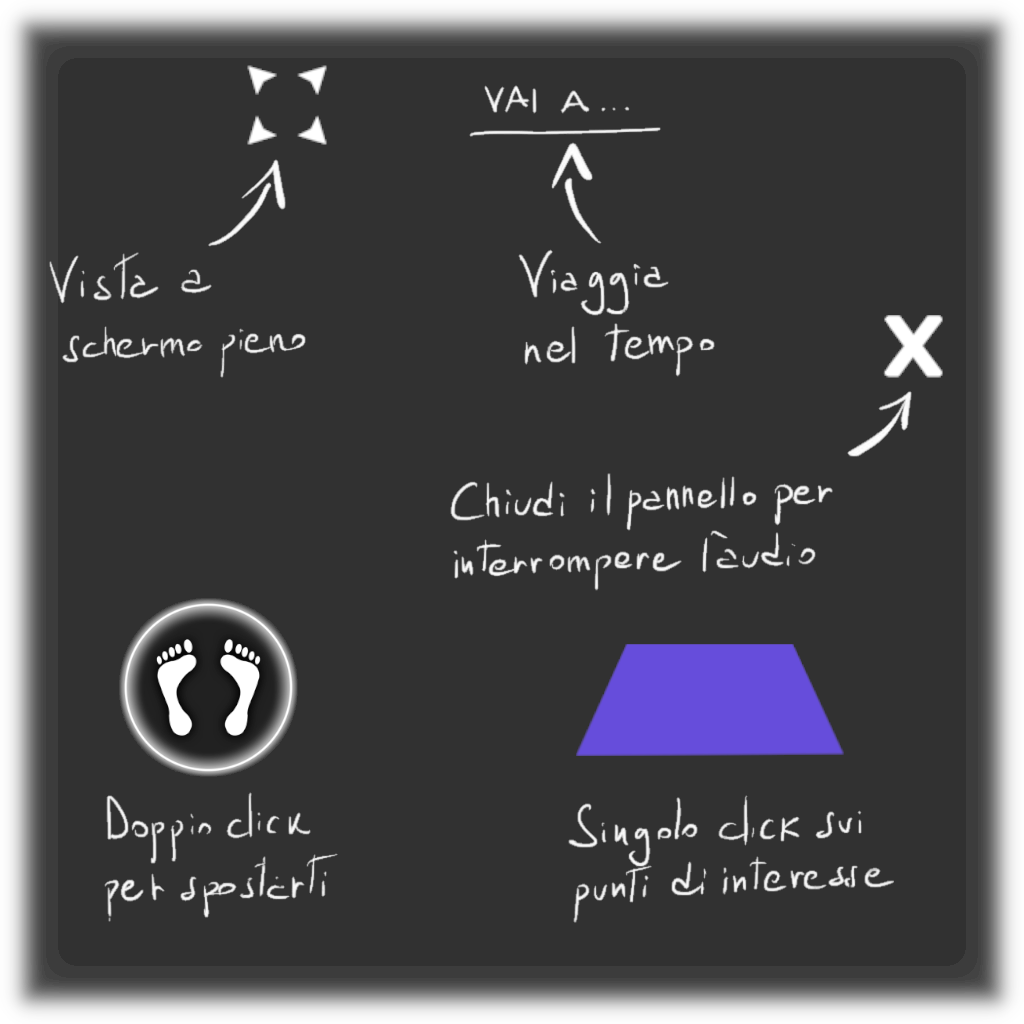 VAI A...
Vista a
schermo pieno
Viaggia
nel tempo
X
Chiudi il pannello per
interrompere l'audio
Doppio click
per spostarti
Singolo click sui
punti di interesse